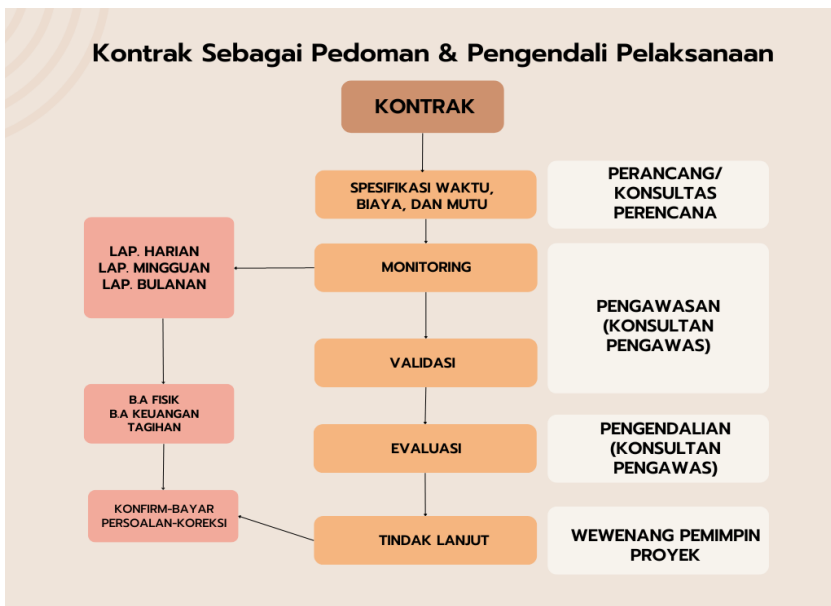 Kontrak Sebagai Pedoman & Pengendali Pelaksanaan
KONTRAK
SPESIFIKASI WAKTU,
BIAYA, DAN MUTU
PERANCANG/
KONSULTAS
PERENCANA
LAP. HARIAN
LAP. MINGGUAN
LAP. BULANAN
MONITORING
PENGAWASAN
(KONSULTAN
PENGAWAS)
VALIDASI
B.A FISIK
B.A KEUANGAN
TAGIHAN
EVALUASI
PENGENDALIAN
(KONSULTAN
PENGAWAS)
KONFIRM-BAYAR
PERSOALAN-KOREKSI
TINDAK LANJUT
WEWENANG PEMIMPIN
PROYEK